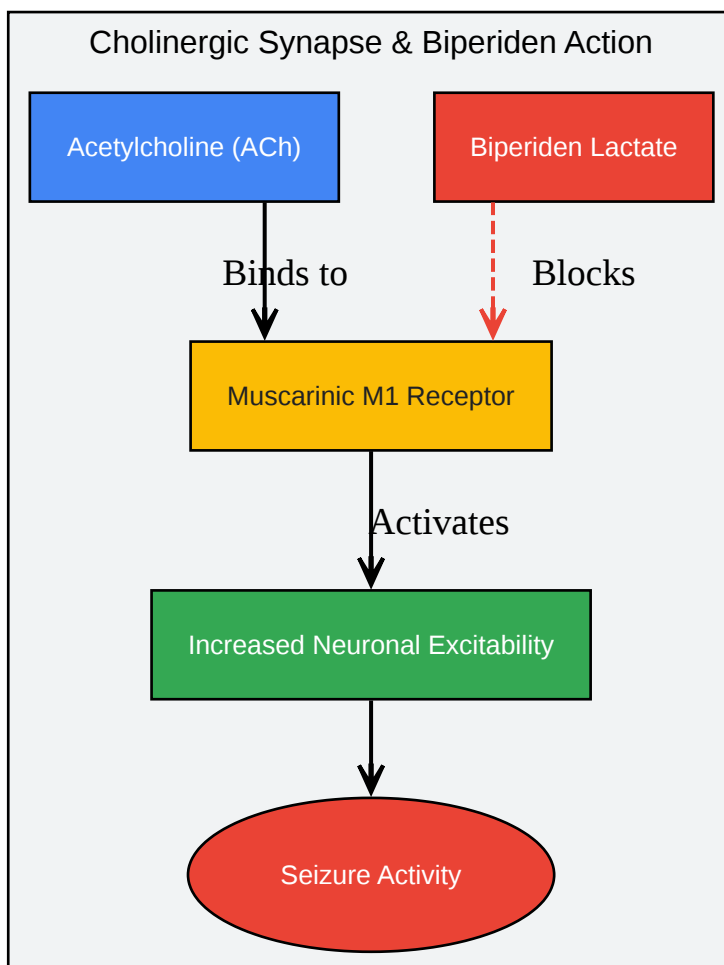 Cholinergic Synapse & Biperiden Action
Acetylcholine (ACh)
Biperiden Lactate
Binds to
Blocks
Muscarinic M1 Receptor
Activates
Increased Neuronal Excitability
Seizure Activity